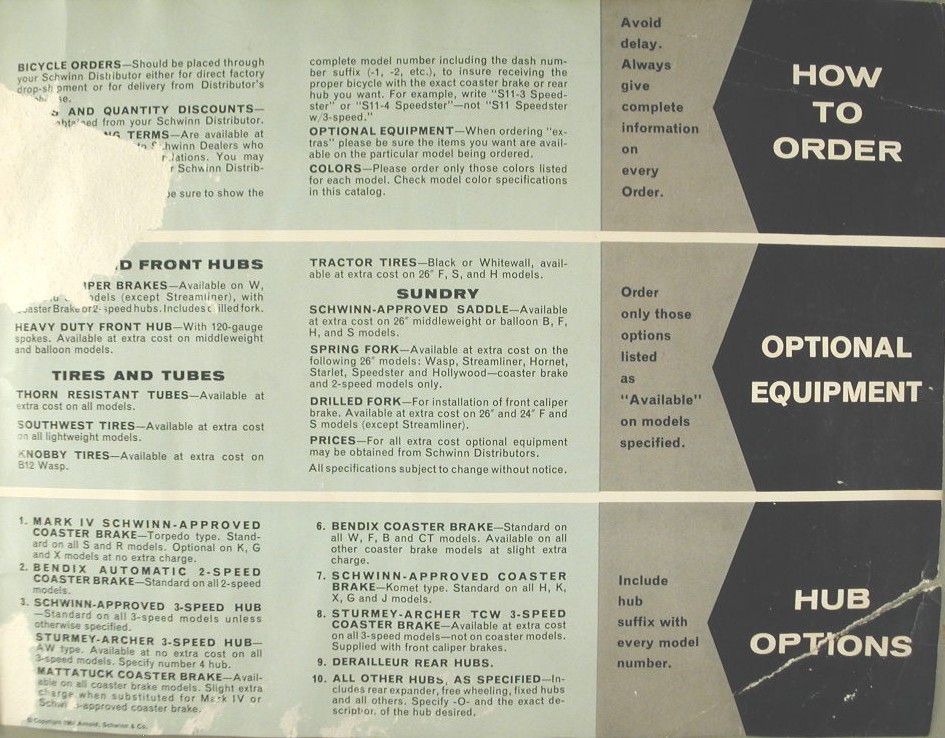 BICYCLE ORDERS—Should be placed through
your Schwinn Distributor either for direct factory
drop-shipment or for delivery from Distributor's
AND QUANTITY DISCOUNTS—
obtained from your Schwinn Distributor.
TERMS—Are available at
Schwinn Dealers who
You may
Schwinn Distrib-
be sure to show the
complete model number including the dash num-
ber suffix (-1, -2, etc.), to insure receiving the
proper bicycle with the exact coaster brake or rear
hub you want. For example, write "S11-3 Speed-
ster" or "S11-4 Speedster"—not "S11 Speedster
w/3-speed."
OPTIONAL EQUIPMENT—When ordering "ex-
tras" please be sure the items you want are avail-
able on the particular model being ordered.
COLORS—Please order only those colors listed
for each model. Check model color specifications
in this catalog.
Avoid
delay.
Always
give
complete
information
on
every
Order.
HOW
TO
ORDER
FRONT HUBS
BRAKES—Available on W,
(except Streamliner), with
Coaster Brake or 2-speed hubs. Includes drilled fork.
HEAVY DUTY FRONT HUB—With 120-gauge
spokes. Available at extra cost on middleweight
and balloon models.
TIRES AND TUBES
THORN RESISTANT TUBES—Available at
extra cost on all models.
SOUTHWEST TIRES—Available at extra cost
on all lightweight models.
KNOBBY TIRES—Available at extra cost on
B12 Wasp.
TRACTOR TIRES—Black or Whitewall, avail-
able at extra cost on 26" F, S, and H models.
SUNDRY
SCHWINN-APPROVED SADDLE—Available
at extra cost on 26" middleweight or balloon B, F,
H, and S models.
SPRING FORK—Available at extra cost on the
following 26" models: Wasp, Streamliner, Hornet,
Starlet, Speedster and Hollywood—coaster brake
and 2-speed models only.
DRILLED FORK—For installation of front caliper
brake. Available at extra cost on 26" and 24" F and
S models (except Streamliner).
PRICES—For all extra cost optional equipment
may be obtained from Schwinn Distributors.
All specifications subject to change without notice.
Order
only those
options
listed
as
"Available"
on models
specified.
OPTIONAL
EQUIPMENT
1. MARK IV SCHWINN-APPROVED
COASTER BRAKE—Torpedo type. Stand-
ard on all S and R models. Optional on K, G
and X models at no extra charge.
2. BENDIX AUTOMATIC 2-SPEED
COASTER BRAKE—Standard on all 2-speed
models.
3. SCHWINN-APPROVED 3-SPEED HUB
—Standard on all 3-speed models unless
otherwise specified.
STURMEY-ARCHER 3-SPEED HUB—
AW type. Available at no extra cost on all
3-speed models. Specify number 4 hub.
MATTATUCK COASTER BRAKE—Avail-
able on all coaster brake models. Slight extra
charge when substituted for Mark IV or
Schwinn-approved coaster brake.
6. BENDIX COASTER BRAKE—Standard on
all W, F, B and CT models. Available on all
other coaster brake models at slight extra
charge.
7. SCHWINN-APPROVED COASTER
BRAKE—Komet type. Standard on all H, K,
X, G and J models.
8. STURMEY-ARCHER TCW 3-SPEED
COASTER BRAKE—Available at extra cost
on all 3-speed models—not on coaster models.
Supplied with front caliper brakes.
9. DERAILLEUR REAR HUBS.
10. ALL OTHER HUBS, AS SPECIFIED—In-
cludes rear expander, free wheeling, fixed hubs
and all others. Specify -O- and the exact de-
scription of the hub desired.
Include
hub
suffix with
every model
number.
HUB
OPTIONS
© Copyright Arnold, Schwinn & Co.